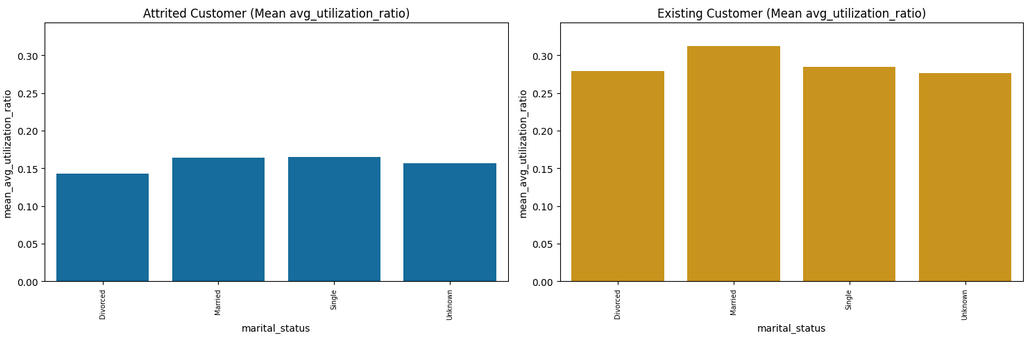 Attrited Customer (Mean avg_utilization_ratio)
mean_avg_utilization_ratio
0.30
0.25
0.20
0.15
0.10
0.05
0.00
Divorced
Married
Single
Unknown
marital_status
Existing Customer (Mean avg_utilization_ratio)
mean_avg_utilization_ratio
0.30
0.25
0.20
0.15
0.10
0.05
0.00
Divorced
Married
Single
Unknown
marital_status